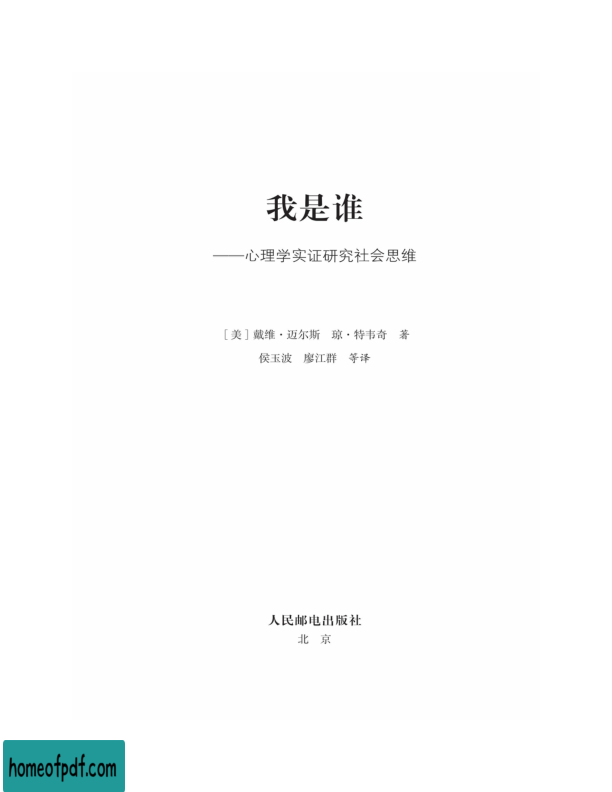 我是谁
——心理学实证研究社会思维
［美］戴维·迈尔斯 琼·特韦奇 著
侯玉波 廖江群 等译
人民邮电出版社
北 京
homeofpdf.com